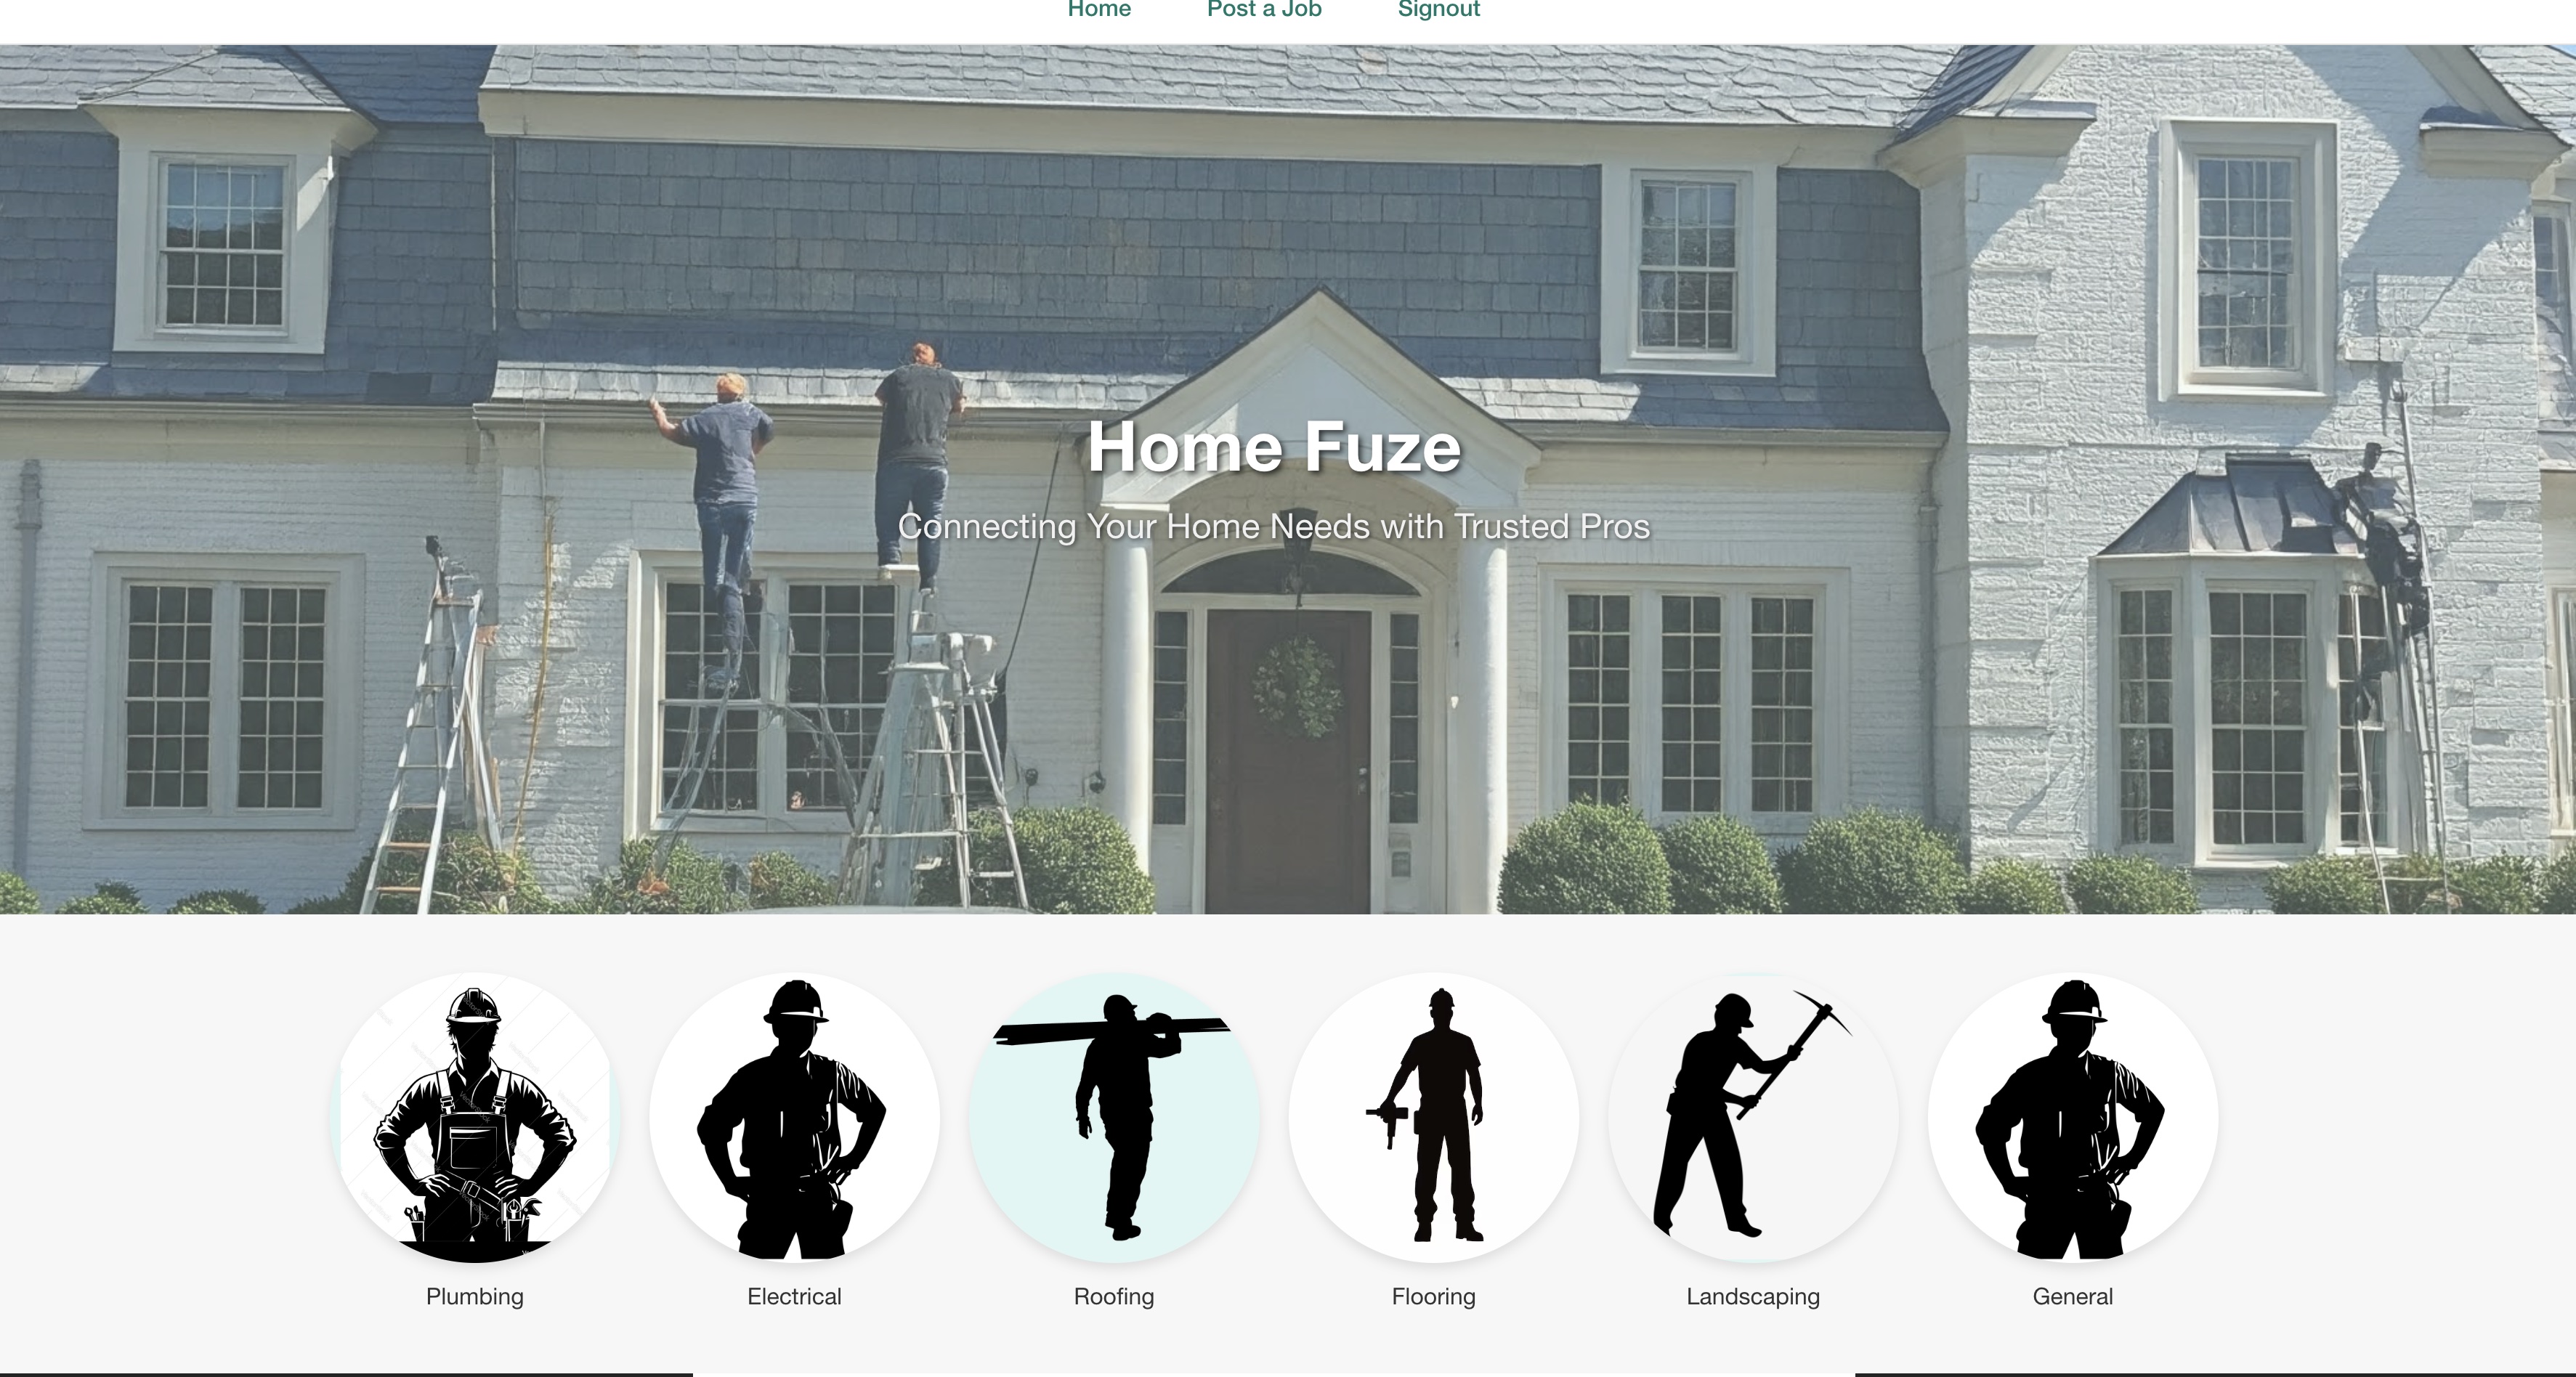 Home Post a Job Signout
Home Fuze
Connecting Your Home Needs with Trusted Pros
Plumbing Electrical Roofing Flooring Landscaping General